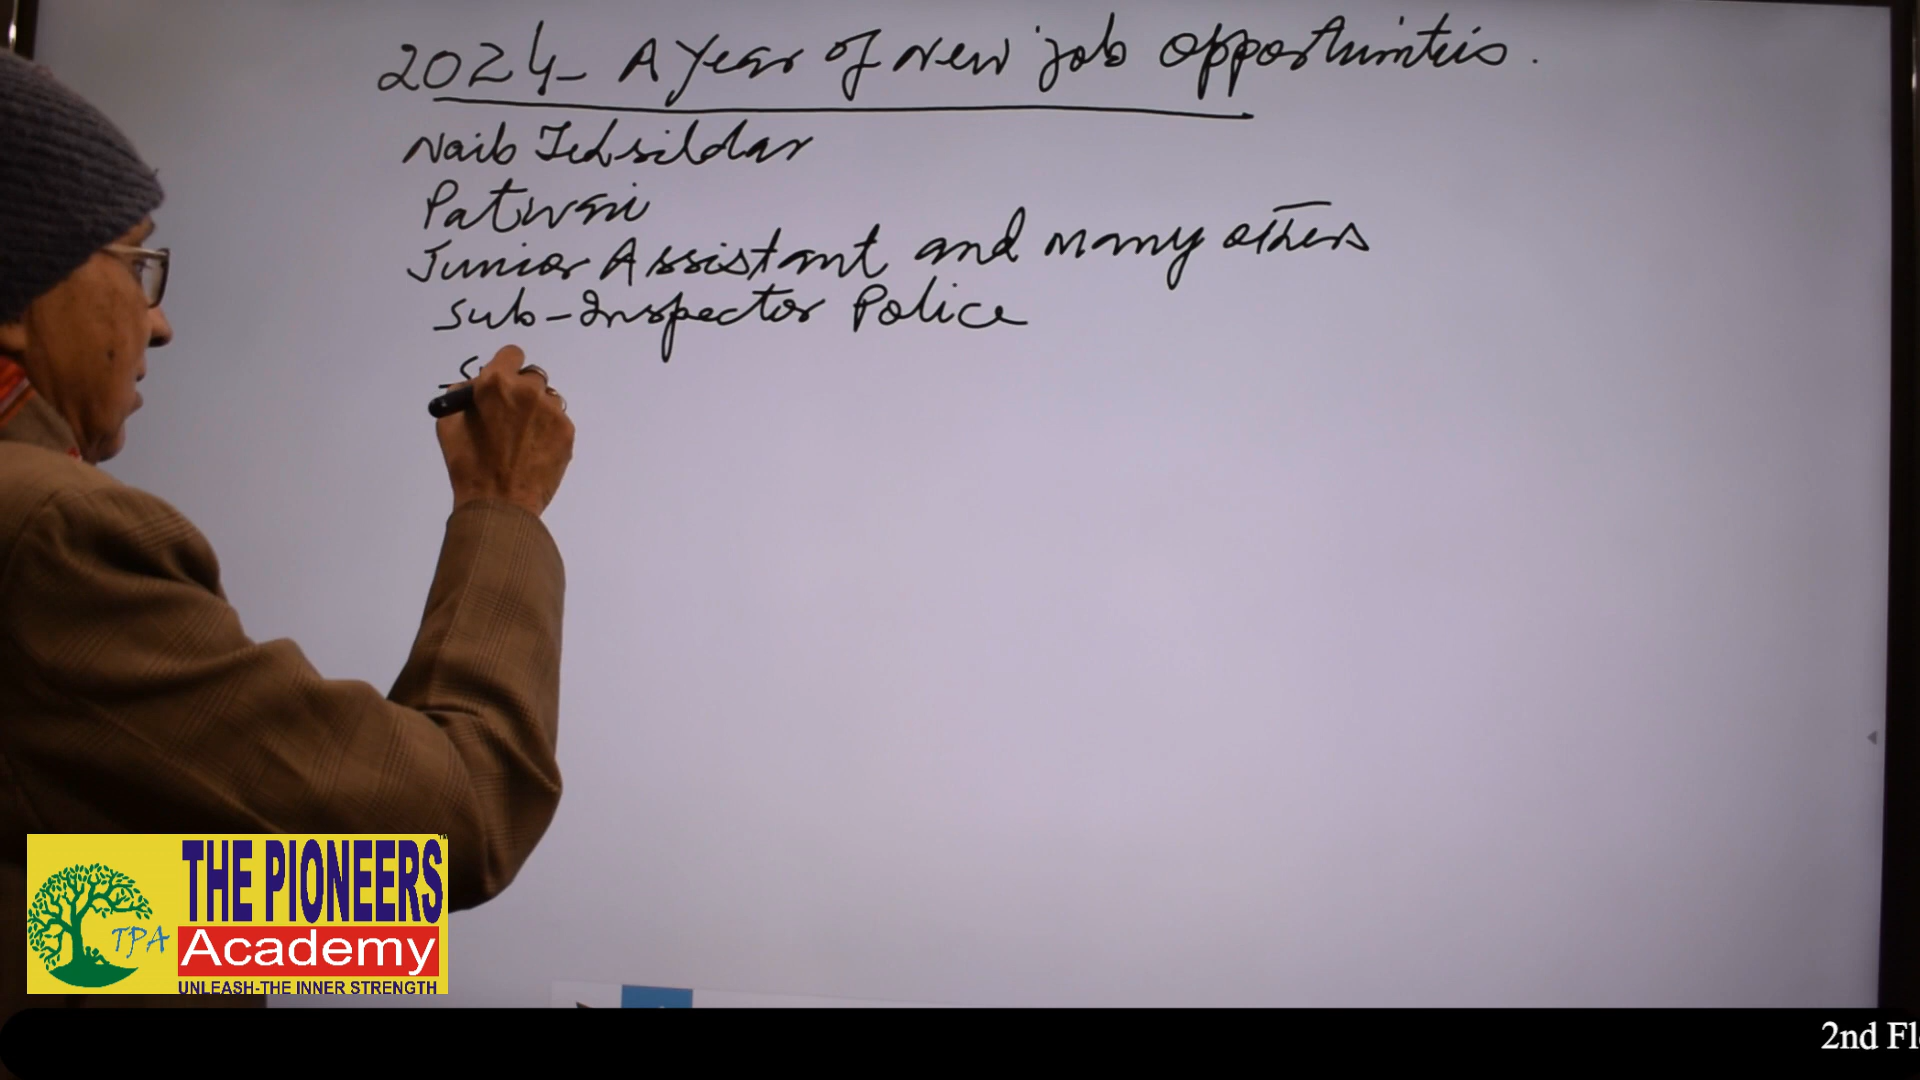 2024- A Year of New job opportunities.
Naib Tehsildar
Patwari
Junior Assistant and many others
Sub-Inspector Police
S
THE PIONEERS
TM
TPA
Academy
UNLEASH-THE INNER STRENGTH
2nd Fl